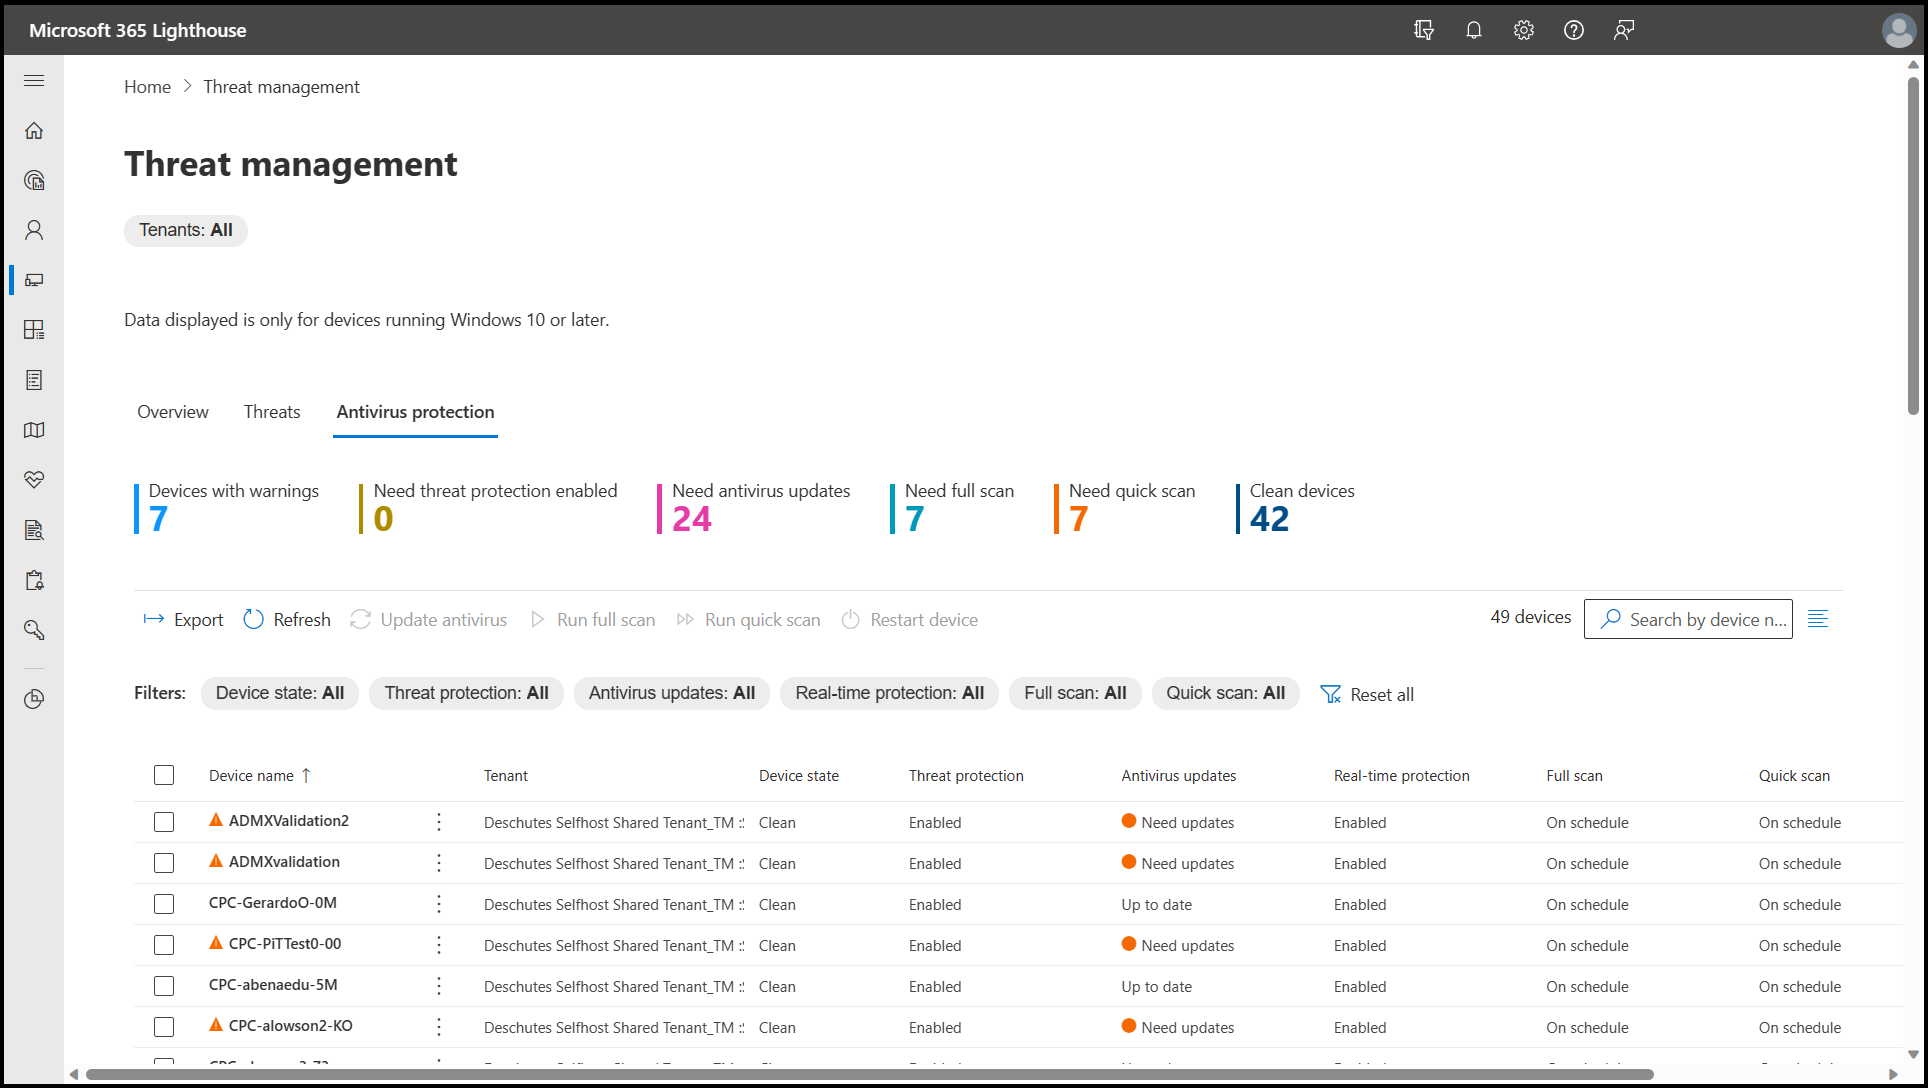 Microsoft 365 Lighthouse
Home > Threat management
Threat management
Tenants: All
Data displayed is only for devices running Windows 10 or later.
Overview Threats Antivirus protection
Devices with warnings Need threat protection enabled Need antivirus updates Need full scan Need quick scan Clean devices
7 0 24 7 7 42
Export Refresh Update antivirus Run full scan Run quick scan Restart device 49 devices Search by device n...
Filters: Device state: All Threat protection: All Antivirus updates: All Real-time protection: All Full scan: All Quick scan: All Reset all
Device name ↑ Tenant Device state Threat protection Antivirus updates Real-time protection Full scan Quick scan
ADMXValidation2 Deschutes Selfhost Shared Tenant_TM :: Clean Enabled Need updates Enabled On schedule On schedule
ADMXvalidation Deschutes Selfhost Shared Tenant_TM :: Clean Enabled Need updates Enabled On schedule On schedule
CPC-GerardoO-0M Deschutes Selfhost Shared Tenant_TM :: Clean Enabled Up to date Enabled On schedule On schedule
CPC-PiTTest0-00 Deschutes Selfhost Shared Tenant_TM :: Clean Enabled Need updates Enabled On schedule On schedule
CPC-abenaedu-5M Deschutes Selfhost Shared Tenant_TM :: Clean Enabled Up to date Enabled On schedule On schedule
CPC-alowson2-KO Deschutes Selfhost Shared Tenant_TM :: Clean Enabled Need updates Enabled On schedule On schedule